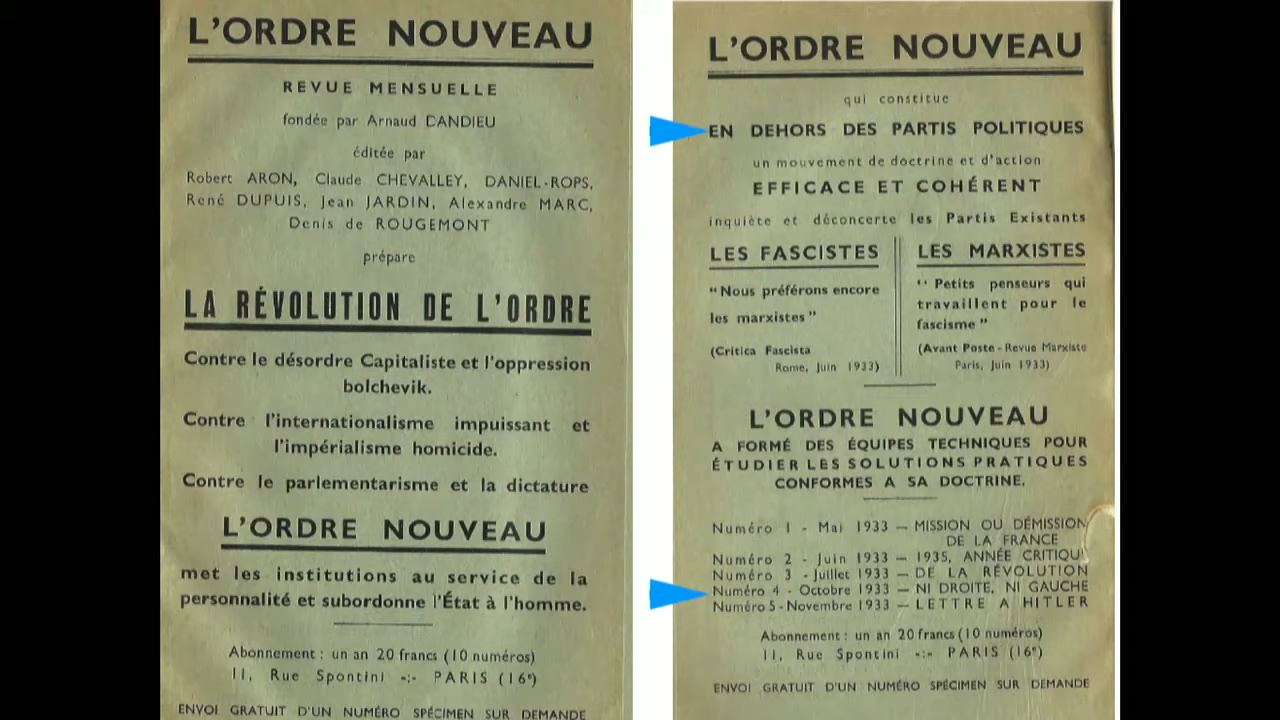 L'ORDRE NOUVEAU
REVUE MENSUELLE
fondée par Arnaud DANDIEU
éditée par
Robert ARON, Claude CHEVALLEY, DANIEL-ROPS,
René DUPUIS, Jean JARDIN, Alexandre MARC,
Denis de ROUGEMONT
prépare
LA RÉVOLUTION DE L'ORDRE
Contre le désordre Capitaliste et l'oppression
bolchevik.
Contre l'internationalisme impuissant et
l'impérialisme homicide.
Contre le parlementarisme et la dictature
L'ORDRE NOUVEAU
met les institutions au service de la
personnalité et subordonne l'État à l'homme.
Abonnement : un an 20 francs (10 numéros)
11, Rue Spontini -:- PARIS (16e)
ENVOI GRATUIT D'UN NUMÉRO SPÉCIMEN SUR DEMANDE
L'ORDRE NOUVEAU
qui constitue
EN DEHORS DES PARTIS POLITIQUES
un mouvement de doctrine et d'action
EFFICACE ET COHÉRENT
inquiète et déconcerte les Partis Existants
LES FASCISTES
"Nous préférons encore
les marxistes"
(Critica Fascista
Rome, Juin 1933)
LES MARXISTES
"Petits penseurs qui
travaillent pour le
fascisme"
(Avant Poste - Revue Marxiste
Paris, Juin 1933)
L'ORDRE NOUVEAU
A FORMÉ DES ÉQUIPES TECHNIQUES POUR
ÉTUDIER LES SOLUTIONS PRATIQUES
CONFORMES A SA DOCTRINE.
Numéro 1 - Mai 1933 — MISSION OU DÉMISSION
DE LA FRANCE
Numéro 2 - Juin 1933 — 1935, ANNÉE CRITIQU
Numéro 3 - Juillet 1933 — DE LA RÉVOLUTION
Numéro 4 - Octobre 1933 — NI DROITE, NI GAUCHE
Numéro 5 - Novembre 1933 — LETTRE A HITLER
Abonnement : un an 20 francs (10 numéros)
11, Rue Spontini -:- PARIS (16e)
ENVOI GRATUIT D'UN NUMÉRO SPÉCIMEN SUR DEMANDE